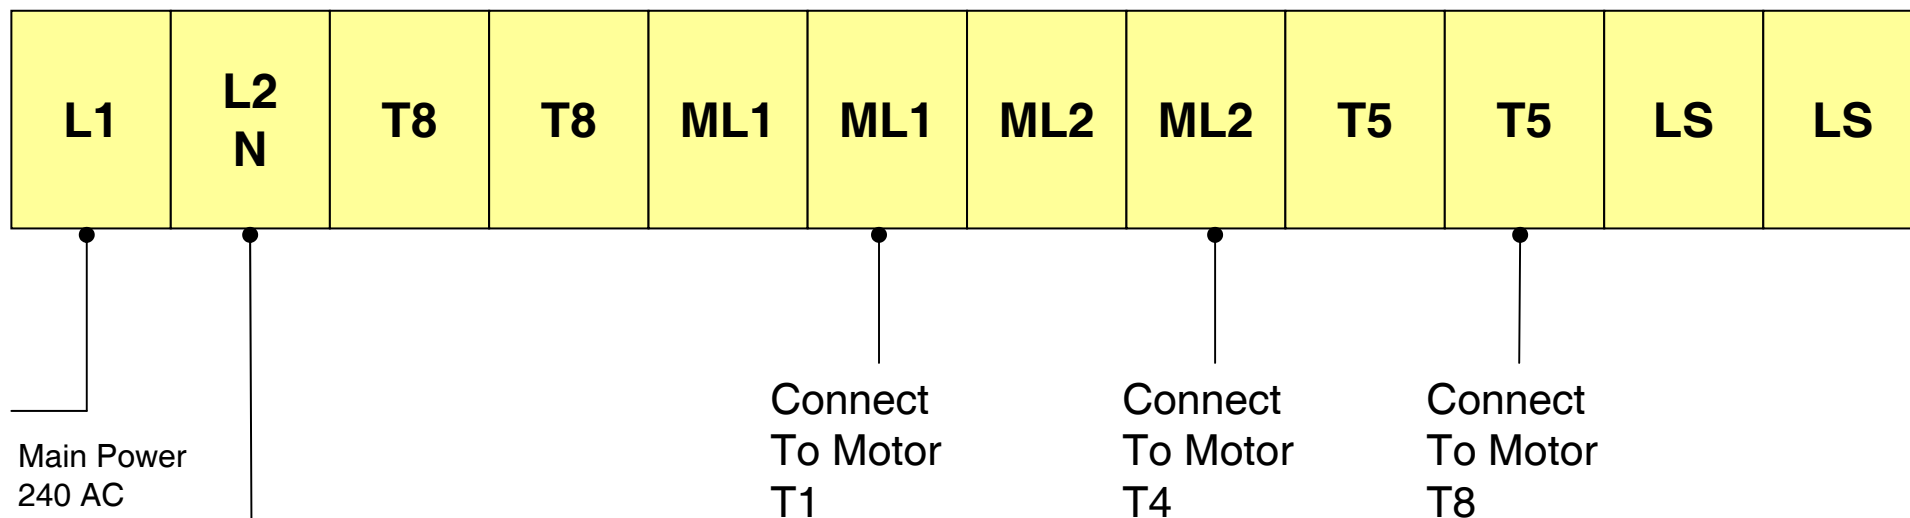 L1
L2
N
T8
T8
ML1
ML1
ML2
ML2
T5
T5
LS
LS
Main Power
240 AC
Connect
To Motor
T1
Connect
To Motor
T4
Connect
To Motor
T8